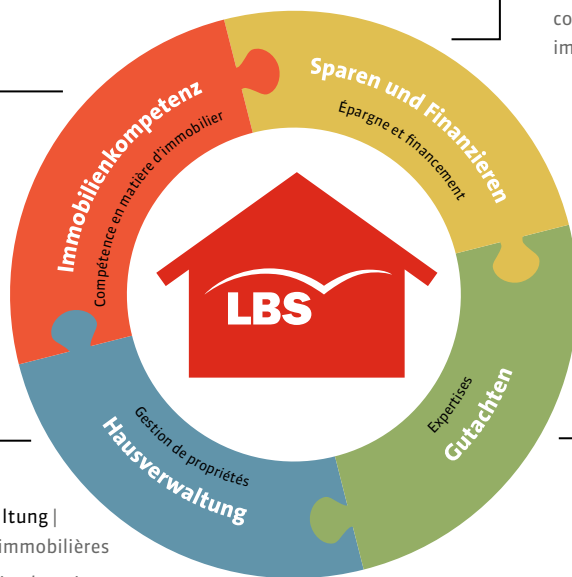 co
im
Immobilienkompetenz
Compétence en matière d'immobilier
Sparen und Finanzieren
Épargne et financement
LBS
Gestion de propriétés
Hausverwaltung
Expertises
Gutachten
ltung |
immobilières